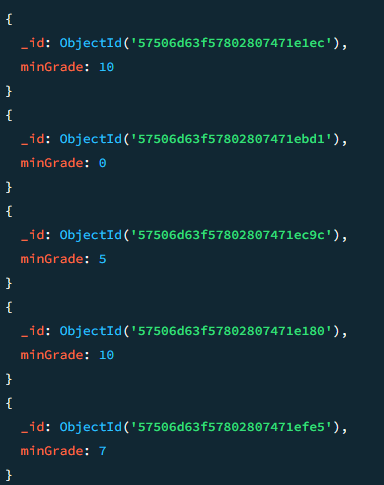 {
  _id: ObjectId('57506d63f57802807471e1ec'),
  minGrade: 10
}
{
  _id: ObjectId('57506d63f57802807471ebd1'),
  minGrade: 0
}
{
  _id: ObjectId('57506d63f57802807471ec9c'),
  minGrade: 5
}
{
  _id: ObjectId('57506d63f57802807471e180'),
  minGrade: 10
}
{
  _id: ObjectId('57506d63f57802807471efe5'),
  minGrade: 7
}